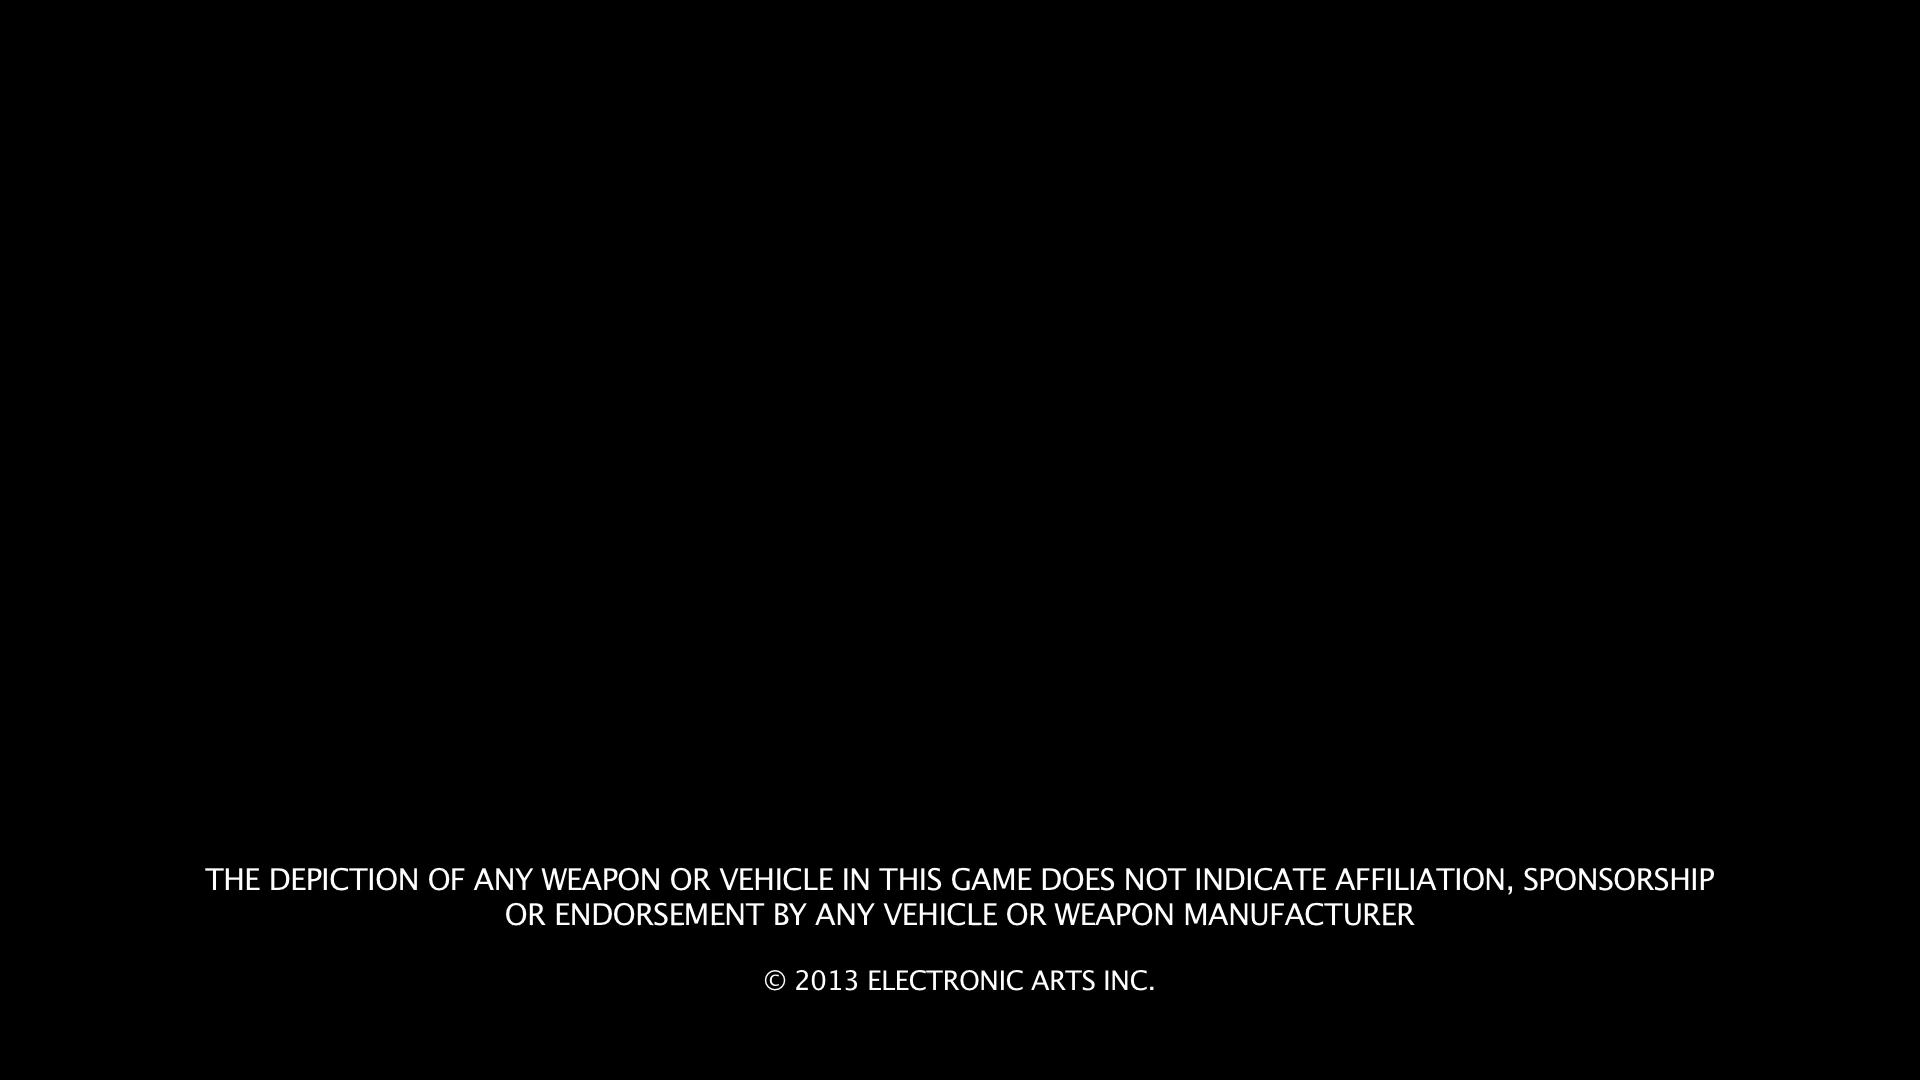 THE DEPICTION OF ANY WEAPON OR VEHICLE IN THIS GAME DOES NOT INDICATE AFFILIATION, SPONSORSHIP
OR ENDORSEMENT BY ANY VEHICLE OR WEAPON MANUFACTURER
© 2013 ELECTRONIC ARTS INC.